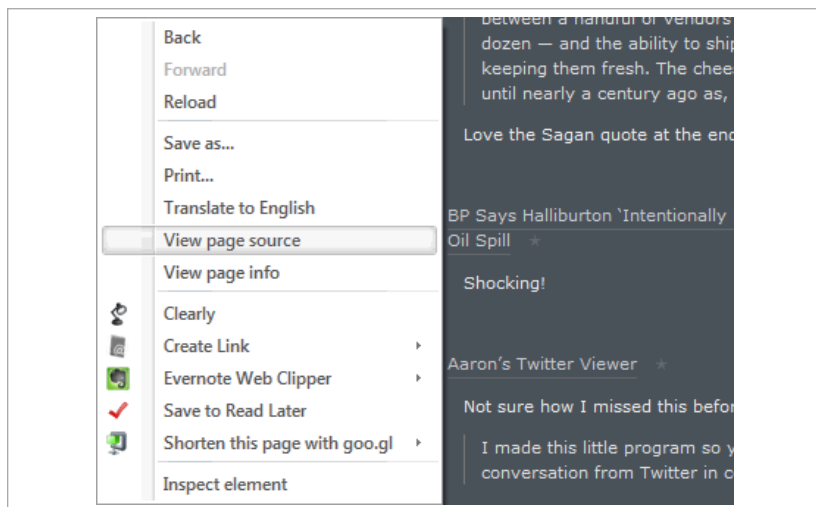 Back
Forward
Reload
Save as...
Print...
Translate to English
View page source
View page info
Clearly
Create Link
Evernote Web Clipper
Save to Read Later
Shorten this page with goo.gl
Inspect element
between a handful of vendors
dozen — and the ability to ship
keeping them fresh. The chee
until nearly a century ago as,
Love the Sagan quote at the end
BP Says Halliburton ‘Intentionally
Oil Spill ★
Shocking!
Aaron’s Twitter Viewer ★
Not sure how I missed this befor
I made this little program so y
conversation from Twitter in c